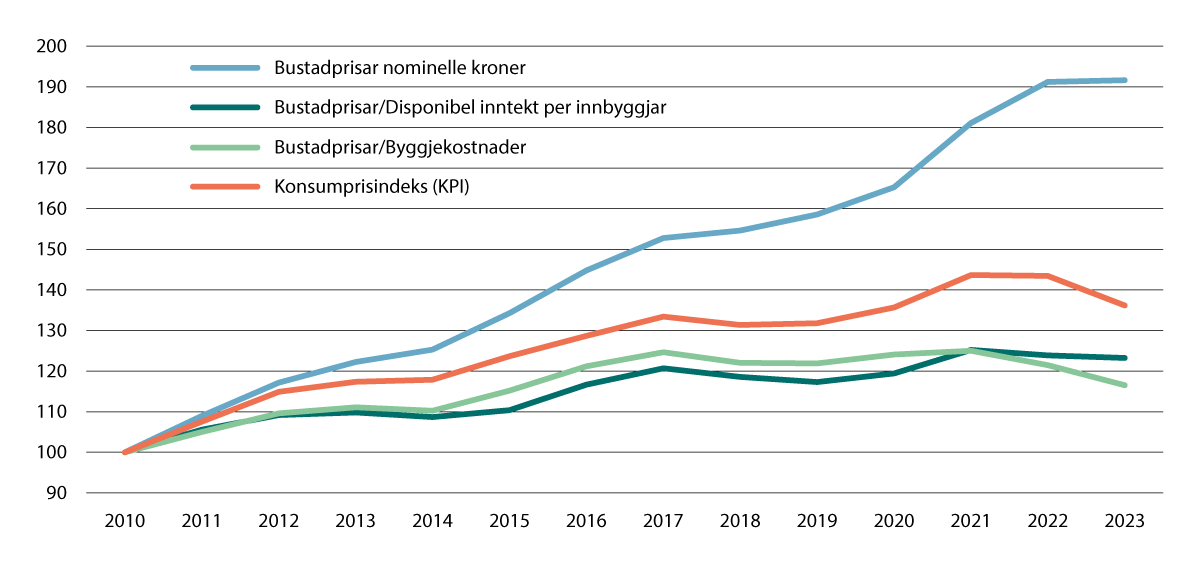 200
190
180
170
160
150
140
130
120
110
100
90
Bustadprisar nominelle kroner
Bustadprisar/Disponibel inntekt per innbyggjar
Bustadprisar/Byggjekostnader
Konsumprisindeks (KPI)
2010 2011 2012 2013 2014 2015 2016 2017 2018 2019 2020 2021 2022 2023